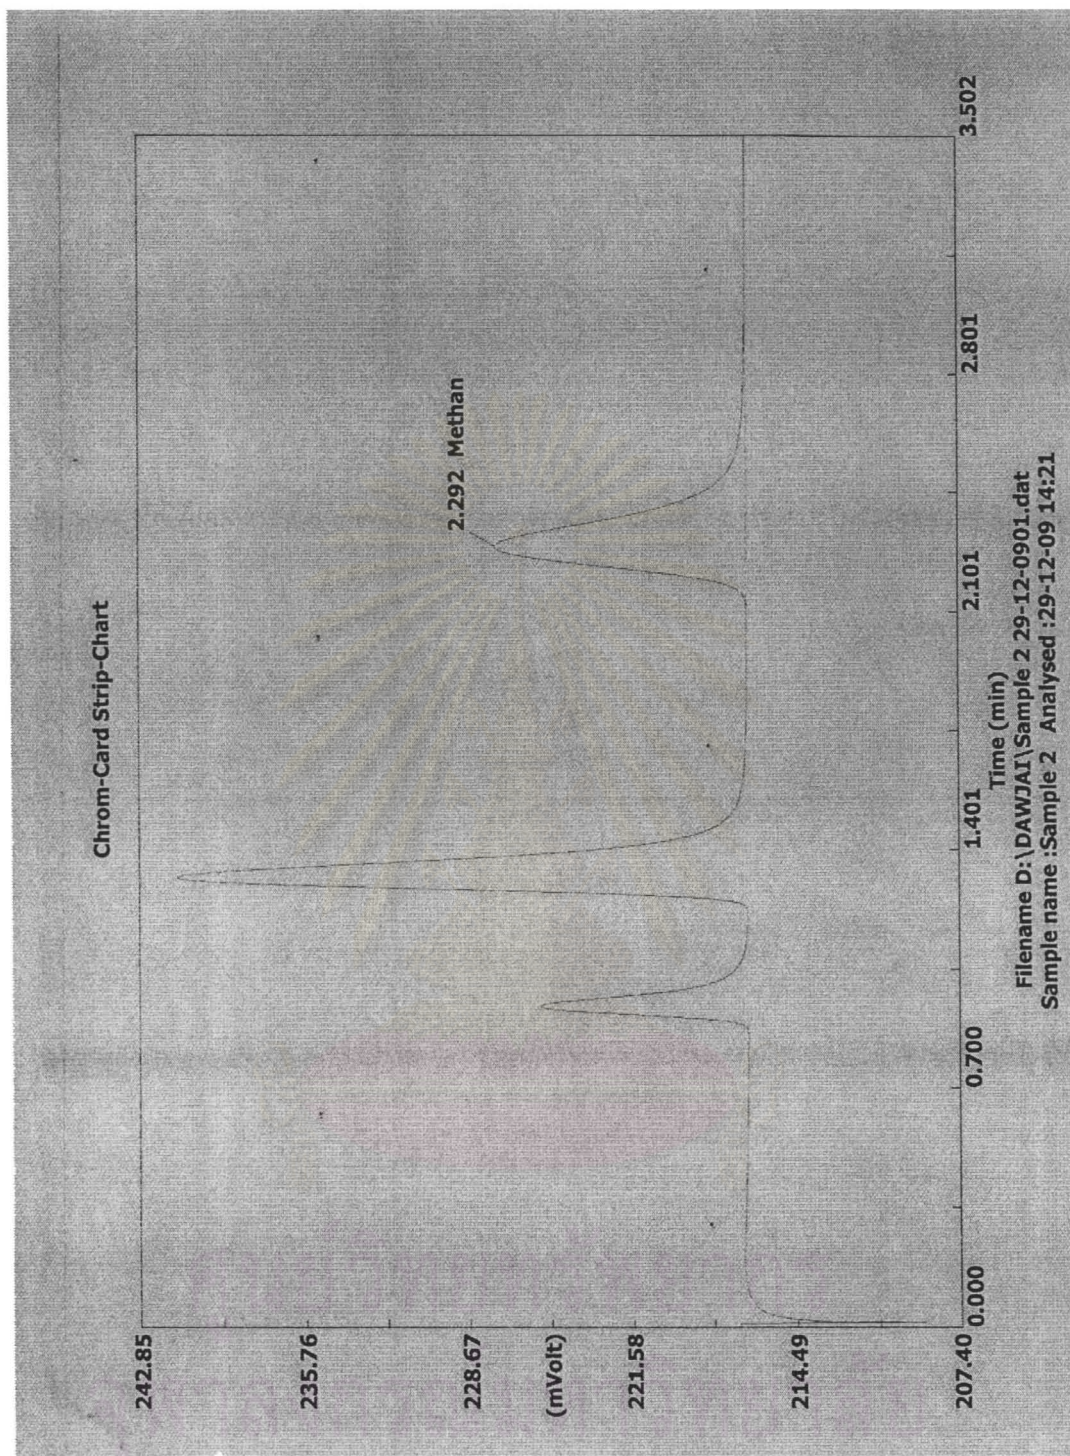 Chrom-Card Strip-Chart
242.85
235.76
228.67
(mVolt)
221.58
214.49
207.40
2.292 Methan
0.000
0.700
1.401
2.101
2.801
3.502
Time (min)
Filename D:\DAWJAI\Sample 2 29-12-0901.dat
Sample name :Sample 2 Analysed :29-12-09 14:21